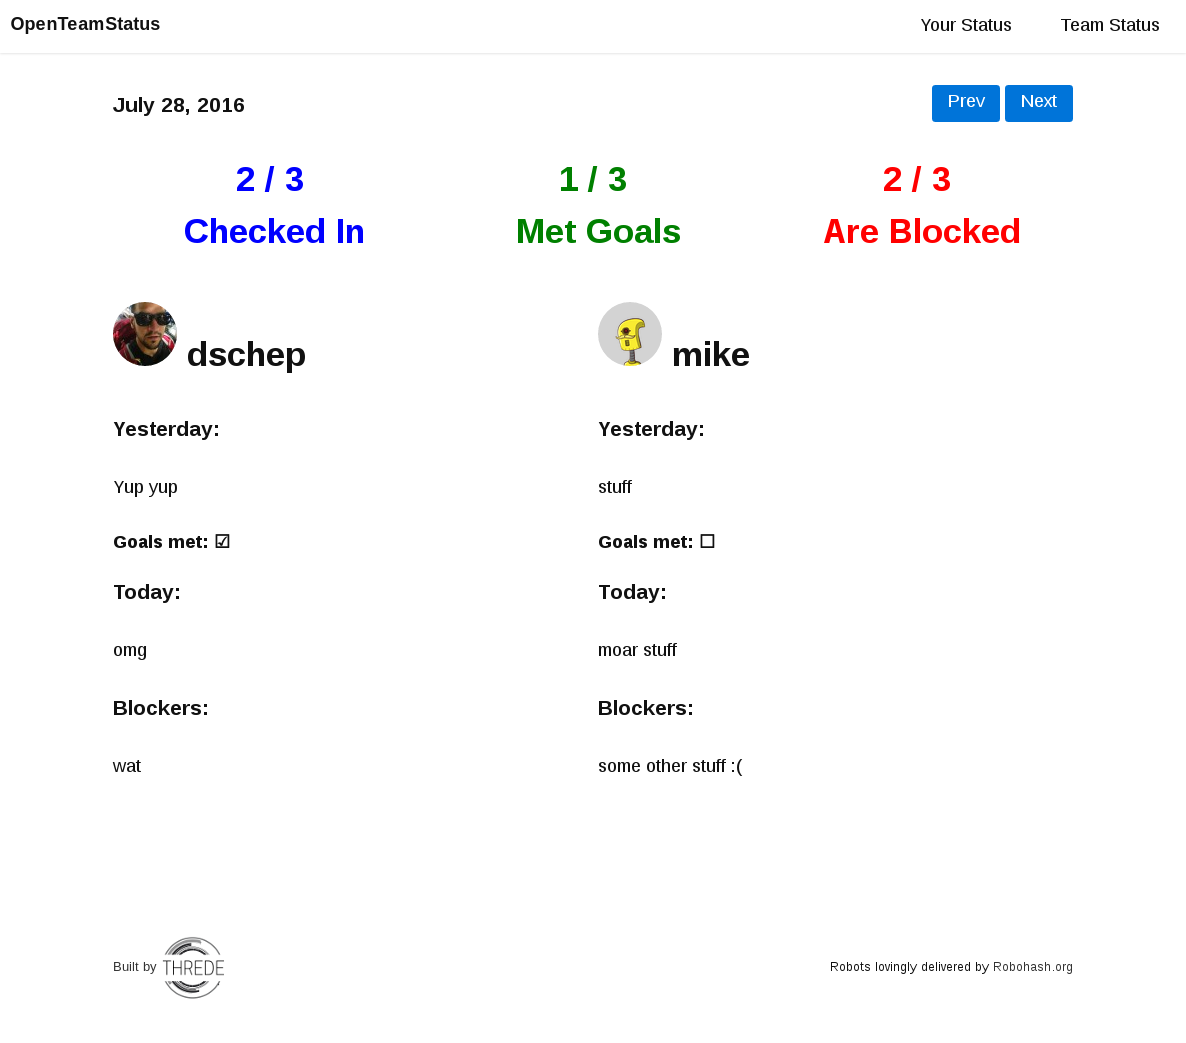 OpenTeamStatus Your Status Team Status
July 28, 2016 Prev Next
2 / 3 1 / 3 2 / 3
Checked In Met Goals Are Blocked
dschep mike
Yesterday: Yesterday:
Yup yup stuff
Goals met: ☑ Goals met: ☐
Today: Today:
omg moar stuff
Blockers: Blockers:
wat some other stuff :(
Built by THREDE Robots lovingly delivered by Robohash.org